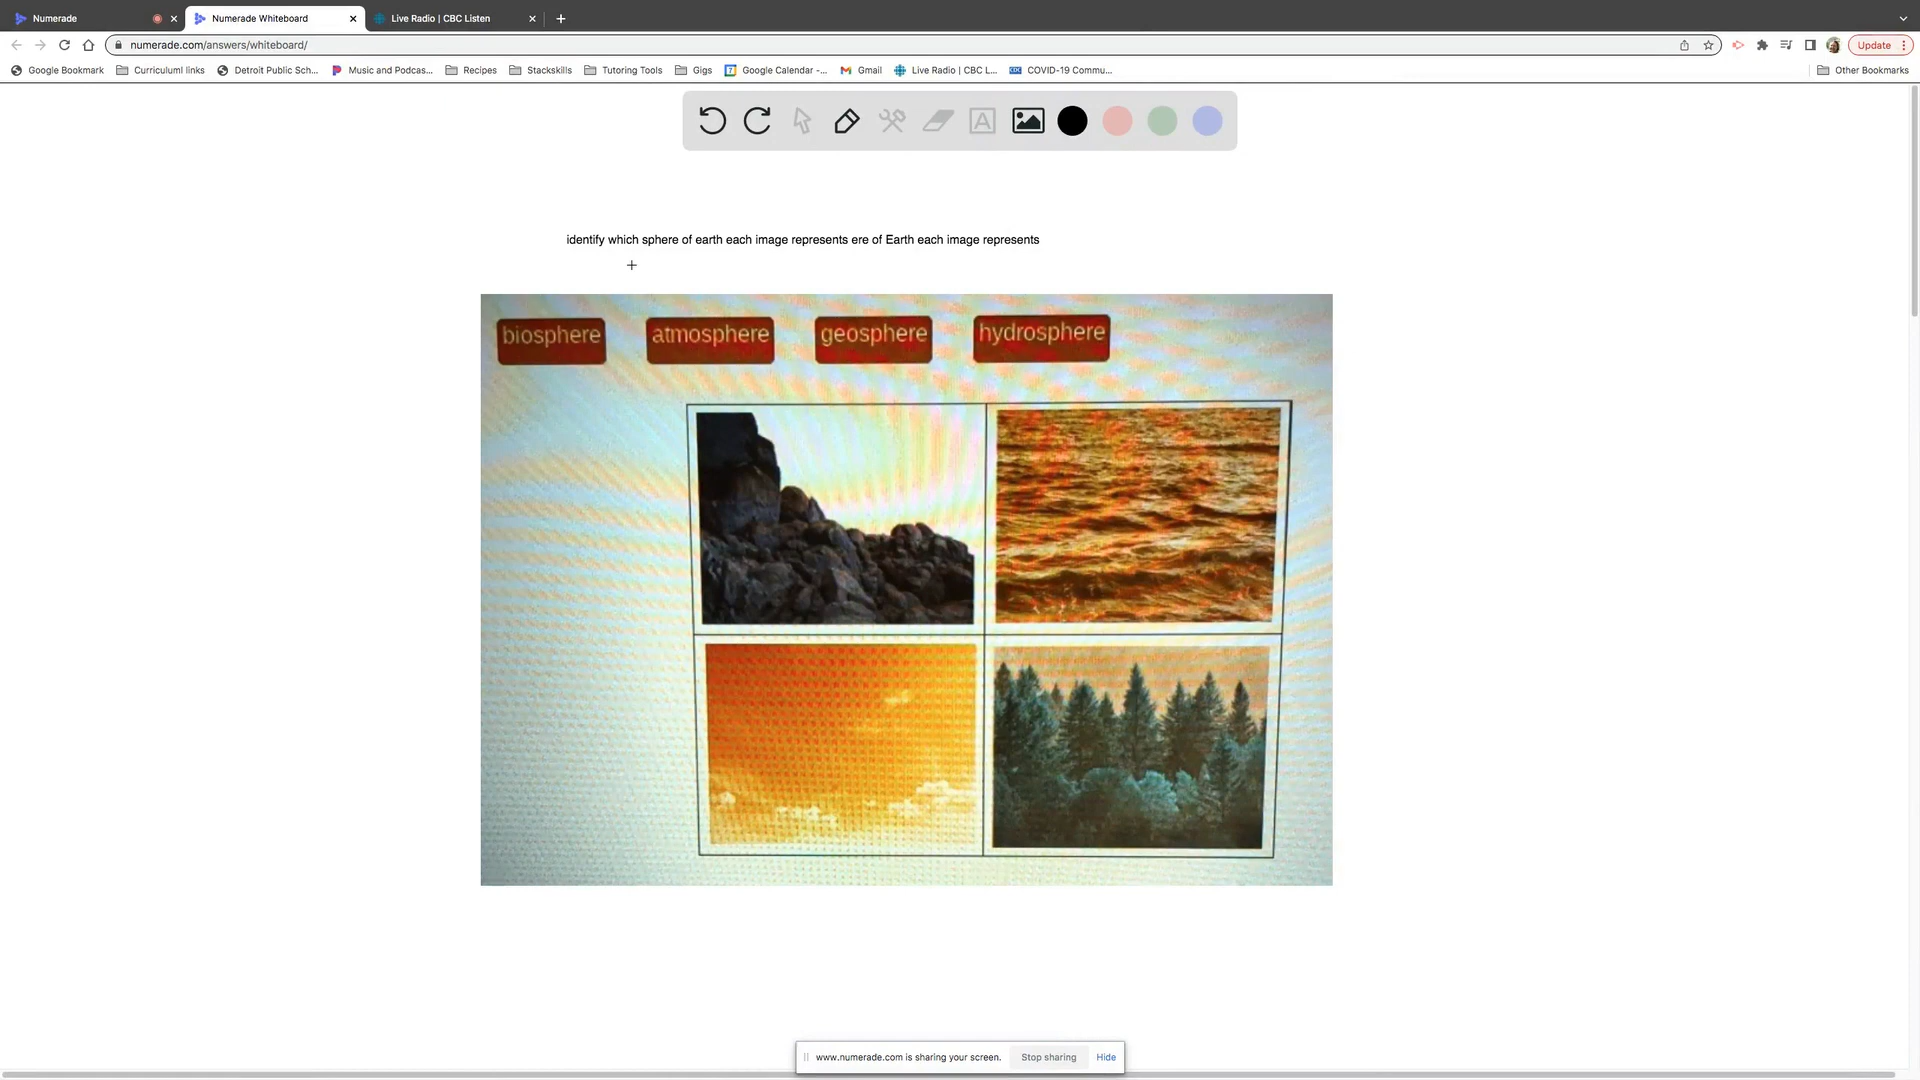 Numerade
Numerade Whiteboard
Live Radio | CBC Listen
numerade.com/answers/whiteboard/
Update
Google Bookmark
Curriculuml links
Detroit Public Sch...
Music and Podcas...
Recipes
Stackskills
Tutoring Tools
Gigs
Google Calendar -...
Gmail
Live Radio | CBC L...
COVID-19 Commu...
Other Bookmarks
A
identify which sphere of earth each image represents ere of Earth each image represents
biosphere
atmosphere
geosphere
hydrosphere
www.numerade.com is sharing your screen.
Stop sharing
Hide